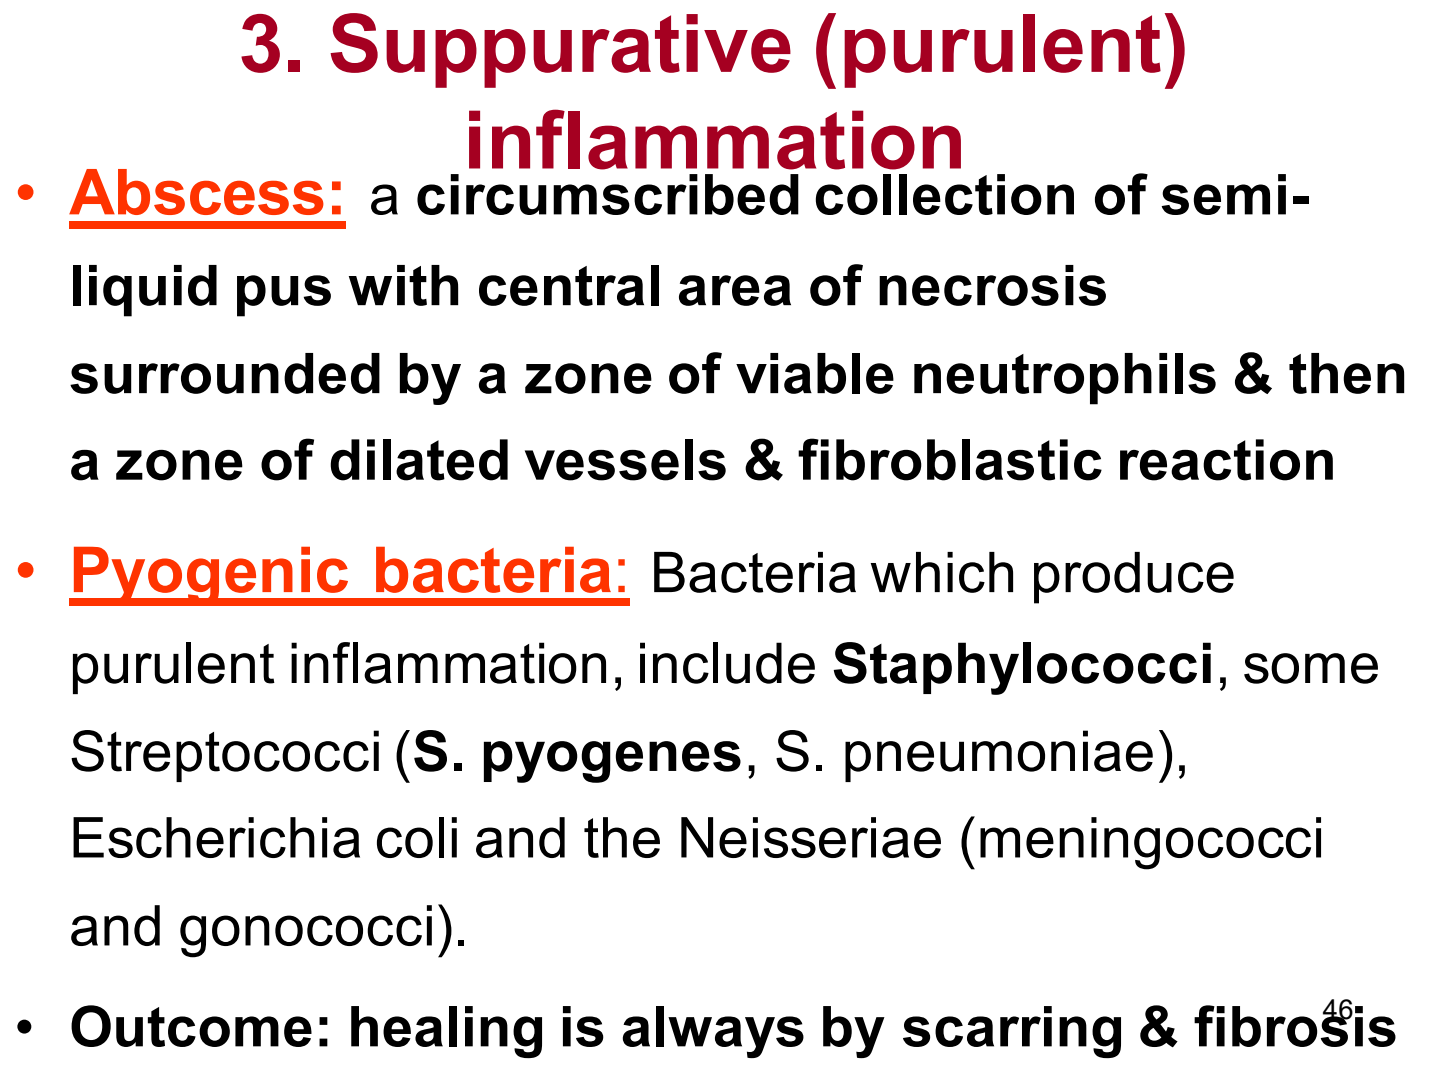 3. Suppurative (purulent)
inflammation
• Abscess: a circumscribed collection of semi-
liquid pus with central area of necrosis
surrounded by a zone of viable neutrophils & then
a zone of dilated vessels & fibroblastic reaction
• Pyogenic bacteria: Bacteria which produce
purulent inflammation, include Staphylococci, some
Streptococci (S. pyogenes, S. pneumoniae),
Escherichia coli and the Neisseriae (meningococci
and gonococci).
• Outcome: healing is always by scarring & fibrosis
46